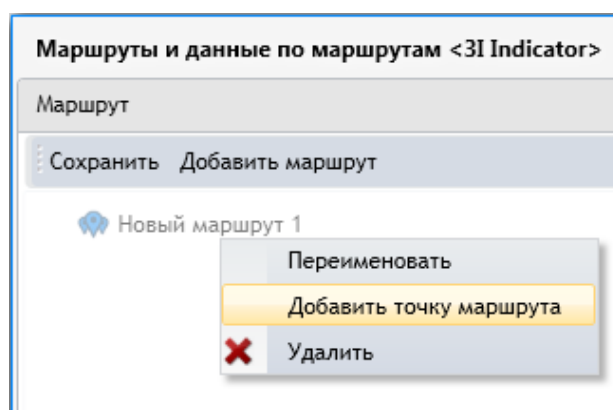 Маршруты и данные по маршрутам <3I Indicator>
Маршрут
Сохранить Добавить маршрут
Новый маршрут 1
Переименовать
Добавить точку маршрута
Удалить